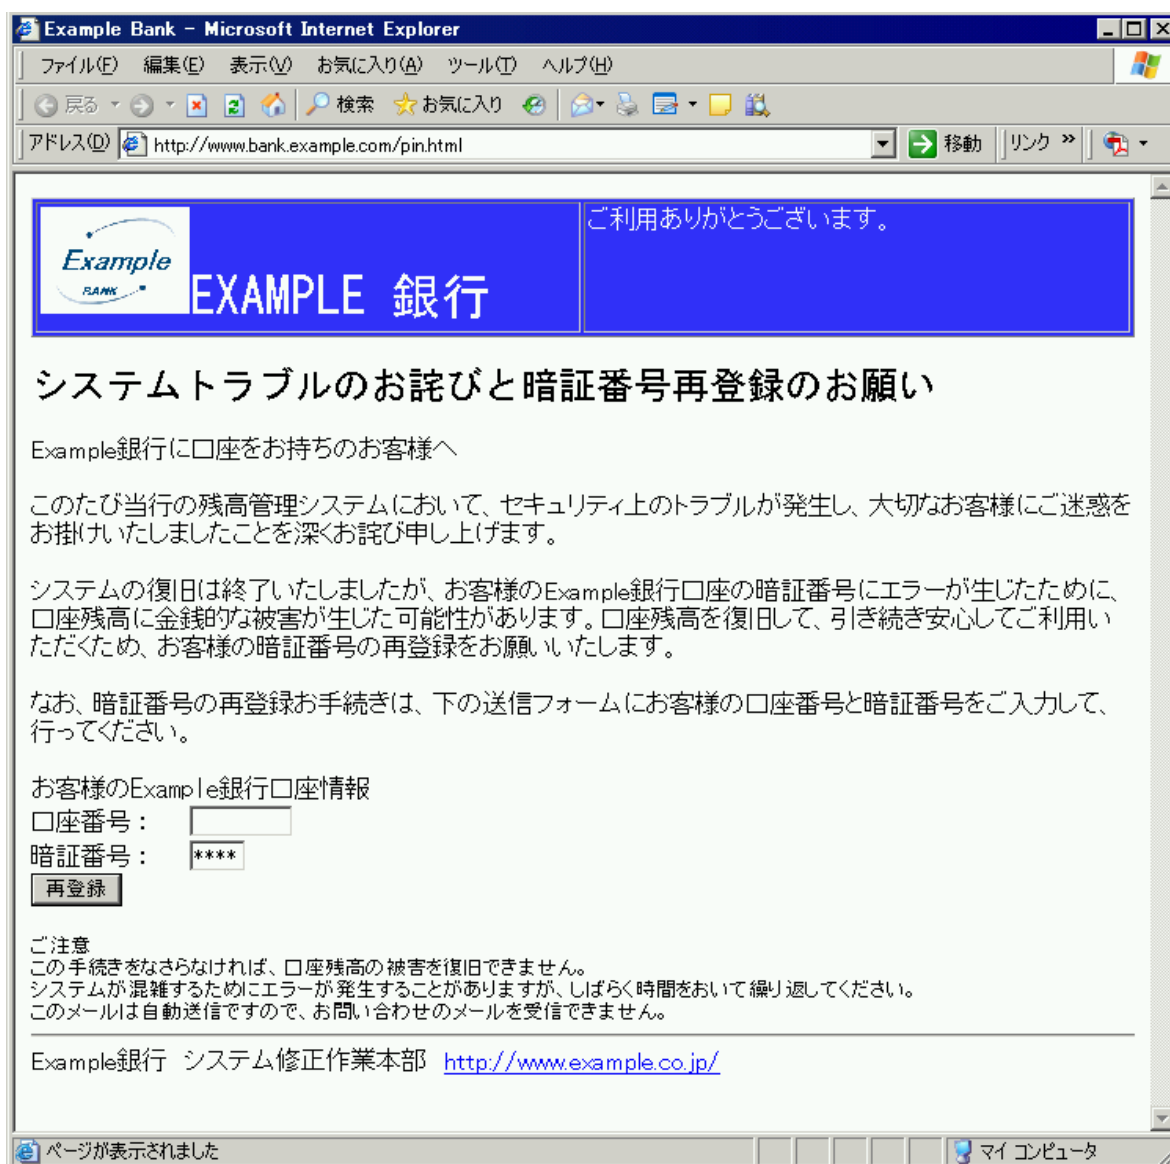 Example Bank - Microsoft Internet Explorer
ファイル(F) 編集(E) 表示(V) お気に入り(A) ツール(T) ヘルプ(H)
戻る 検索 お気に入り
アドレス(D) http://www.bank.example.com/pin.html 移動 リンク »
Example
BANK
EXAMPLE 銀行
ご利用ありがとうございます。
システムトラブルのお詫びと暗証番号再登録のお願い
Example銀行に口座をお持ちのお客様へ
このたび当行の残高管理システムにおいて、セキュリティ上のトラブルが発生し、大切なお客様にご迷惑を
お掛けいたしましたことを深くお詫び申し上げます。
システムの復旧は終了いたしましたが、お客様のExample銀行口座の暗証番号にエラーが生じたために、
口座残高に金銭的な被害が生じた可能性があります。口座残高を復旧して、引き続き安心してご利用い
ただくため、お客様の暗証番号の再登録をお願いいたします。
なお、暗証番号の再登録お手続きは、下の送信フォームにお客様の口座番号と暗証番号をご入力して、
行ってください。
お客様のExample銀行口座情報
口座番号：
暗証番号： ****
再登録
ご注意
この手続きをなさらなければ、口座残高の被害を復旧できません。
システムが混雑するためにエラーが発生することがありますが、しばらく時間をおいて繰り返してください。
このメールは自動送信ですので、お問い合わせのメールを受信できません。
Example銀行 システム修正作業本部 http://www.example.co.jp/
ページが表示されました マイ コンピュータ